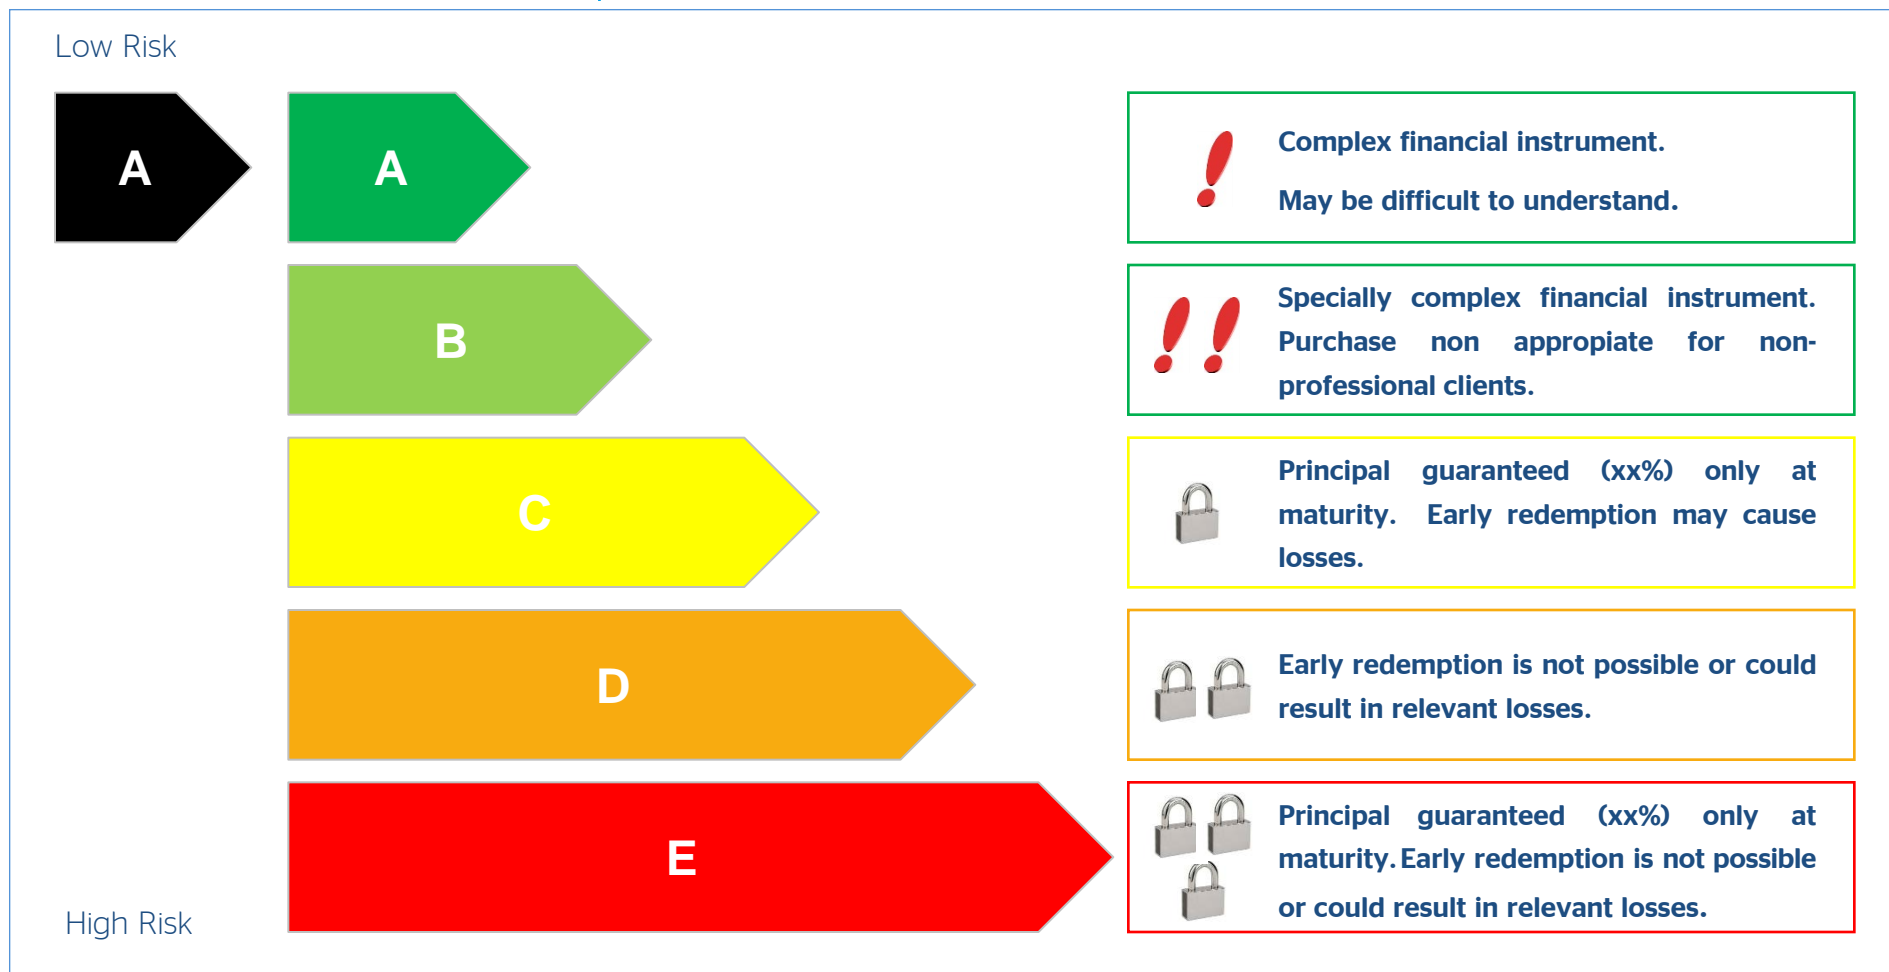 Low Risk
A
A
Complex financial instrument.
May be difficult to understand.
B
Specially complex financial instrument.
Purchase non appropiate for non-
professional clients.
C
Principal guaranteed (xx%) only at
maturity. Early redemption may cause
losses.
D
Early redemption is not possible or could
result in relevant losses.
E
Principal guaranteed (xx%) only at
maturity. Early redemption is not possible
or could result in relevant losses.
High Risk